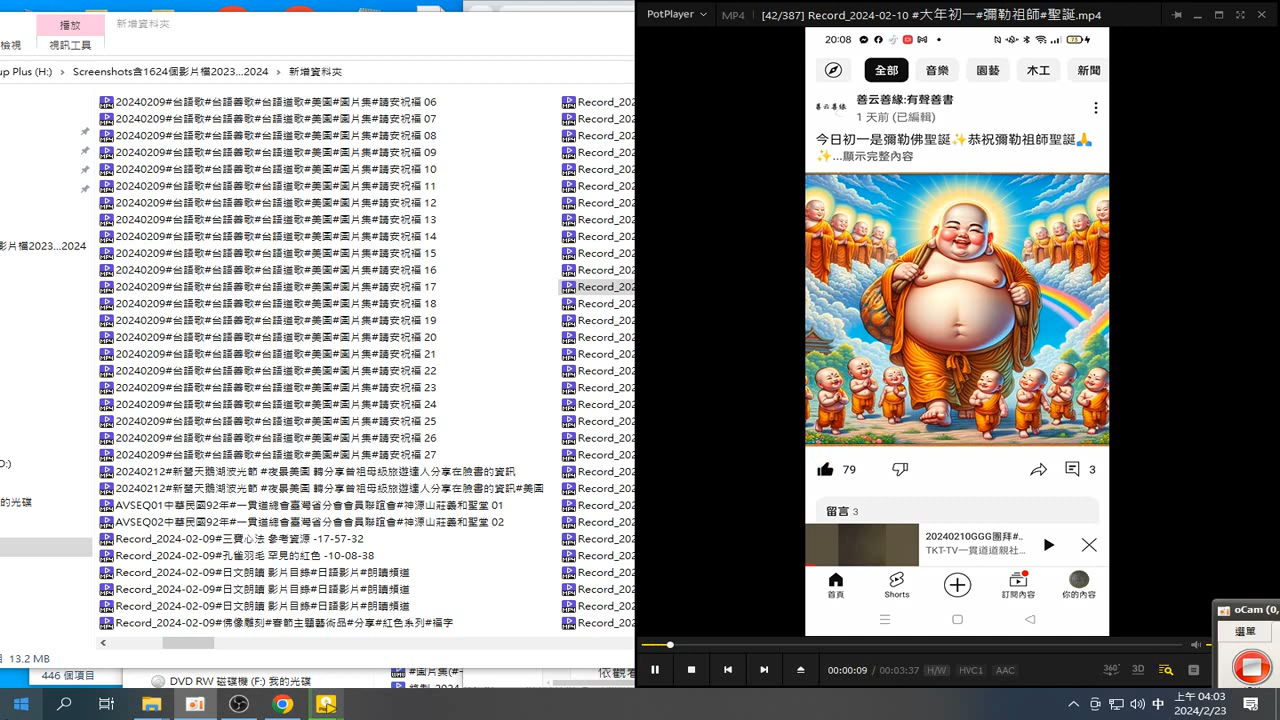 播放
新增資料夾
檢視
視訊工具
up Plus (H:) > Screenshots含1624個影片檔2023...2024 > 新增資料夾
20240209#台語歌#台語善歌#台語道歌#美圖#圖片集#請安祝福 06
20240209#台語歌#台語善歌#台語道歌#美圖#圖片集#請安祝福 07
20240209#台語歌#台語善歌#台語道歌#美圖#圖片集#請安祝福 08
20240209#台語歌#台語善歌#台語道歌#美圖#圖片集#請安祝福 09
20240209#台語歌#台語善歌#台語道歌#美圖#圖片集#請安祝福 10
20240209#台語歌#台語善歌#台語道歌#美圖#圖片集#請安祝福 11
20240209#台語歌#台語善歌#台語道歌#美圖#圖片集#請安祝福 12
20240209#台語歌#台語善歌#台語道歌#美圖#圖片集#請安祝福 13
20240209#台語歌#台語善歌#台語道歌#美圖#圖片集#請安祝福 14
影片檔2023...2024
20240209#台語歌#台語善歌#台語道歌#美圖#圖片集#請安祝福 15
20240209#台語歌#台語善歌#台語道歌#美圖#圖片集#請安祝福 16
20240209#台語歌#台語善歌#台語道歌#美圖#圖片集#請安祝福 17
20240209#台語歌#台語善歌#台語道歌#美圖#圖片集#請安祝福 18
20240209#台語歌#台語善歌#台語道歌#美圖#圖片集#請安祝福 19
20240209#台語歌#台語善歌#台語道歌#美圖#圖片集#請安祝福 20
20240209#台語歌#台語善歌#台語道歌#美圖#圖片集#請安祝福 21
20240209#台語歌#台語善歌#台語道歌#美圖#圖片集#請安祝福 22
20240209#台語歌#台語善歌#台語道歌#美圖#圖片集#請安祝福 23
20240209#台語歌#台語善歌#台語道歌#美圖#圖片集#請安祝福 24
20240209#台語歌#台語善歌#台語道歌#美圖#圖片集#請安祝福 25
20240209#台語歌#台語善歌#台語道歌#美圖#圖片集#請安祝福 26
20240209#台語歌#台語善歌#台語道歌#美圖#圖片集#請安祝福 27
20240212#新營天鵝湖波光節 #夜景美圖 轉分享曾祖母級旅遊達人分享在臉書的資訊
20240212#新營天鵝湖波光節 #夜景美圖 轉分享曾祖母級旅遊達人分享在臉書的資訊#美圖
AVSEQ01中華民國92年#一貫道總會臺灣省分會會員聯誼會#神源山莊義和聖堂 01
AVSEQ02中華民國92年#一貫道總會臺灣省分會會員聯誼會#神源山莊義和聖堂 02
Record_2024-02-09#三寶心法 參考資源 -17-57-32
Record_2024-02-09#孔雀羽毛 罕見的紅色 -10-08-38
Record_2024-02-09#日文朗讀 影片目錄#日語影片#朗讀頻道
Record_2024-02-09#日文朗讀 影片目錄#日語影片#朗讀頻道
Record_2024-02-09#日文朗讀 影片目錄#日語影片#朗讀頻道
Record_2024-02-09#佛像雕刻#春節主題藝術品#分享#紅色系列#福字
13.2 MB
446 個項目
DVD RW 磁碟機 (F:) 我的光碟
PotPlayer MP4 [42/387] Record_2024-02-10 #大年初一#彌勒祖師#聖誕.mp4
20:08
全部 音樂 園藝 木工 新聞
善云善緣:有聲善書
1 天前 (已編輯)
今日初一是彌勒佛聖誕✨恭祝彌勒祖師聖誕🙏
✨...顯示完整內容
79 3
留言 3
20240210GGG團拜#..
TKT-TV一貫道道親社...
首頁 Shorts 訂閱內容 你的內容
00:00:09 / 00:03:37 H/W HVC1 AAC
360° 3D
oCam (0,
選單
中
上午 04:03
2024/2/23